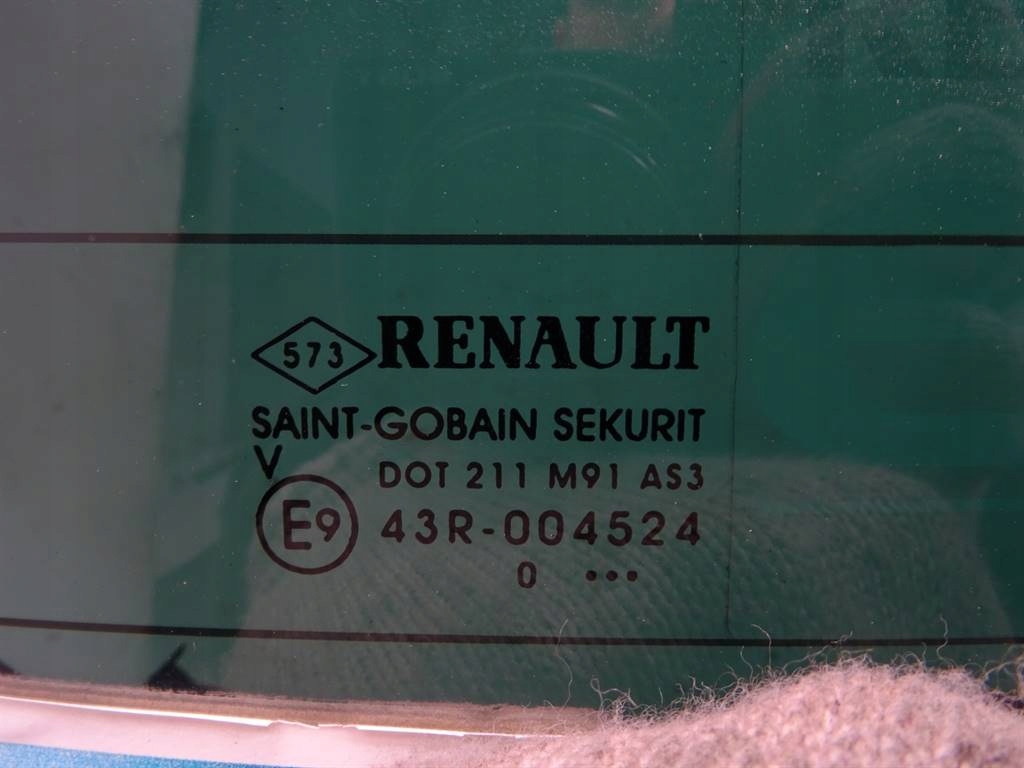 573 RENAULT
SAINT-GOBAIN SEKURIT
V DOT 211 M91 AS3
E9 43R-004524
0 •••